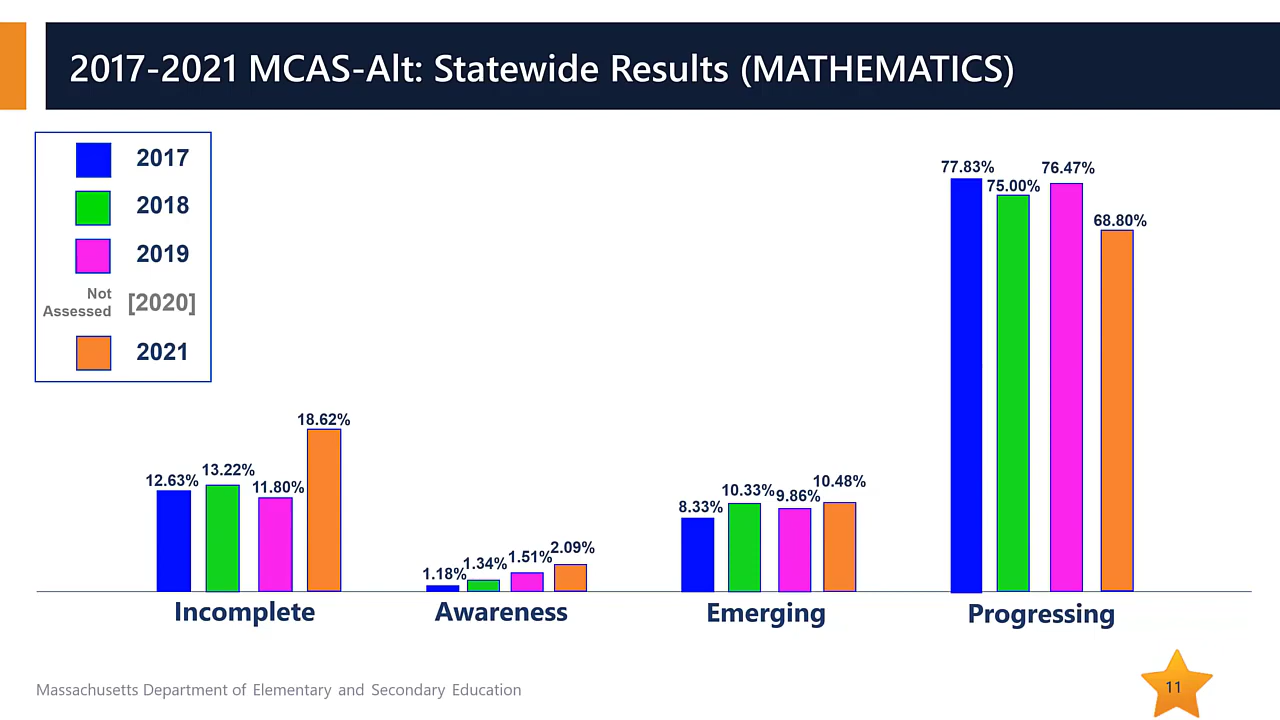 2017-2021 MCAS-Alt: Statewide Results (MATHEMATICS)
2017
2018
2019
Not
Assessed
[2020]
2021
12.63%
13.22%
11.80%
18.62%
1.18%
1.34%
1.51%
2.09%
8.33%
10.33%
9.86%
10.48%
77.83%
75.00%
76.47%
68.80%
Incomplete
Awareness
Emerging
Progressing
Massachusetts Department of Elementary and Secondary Education
11